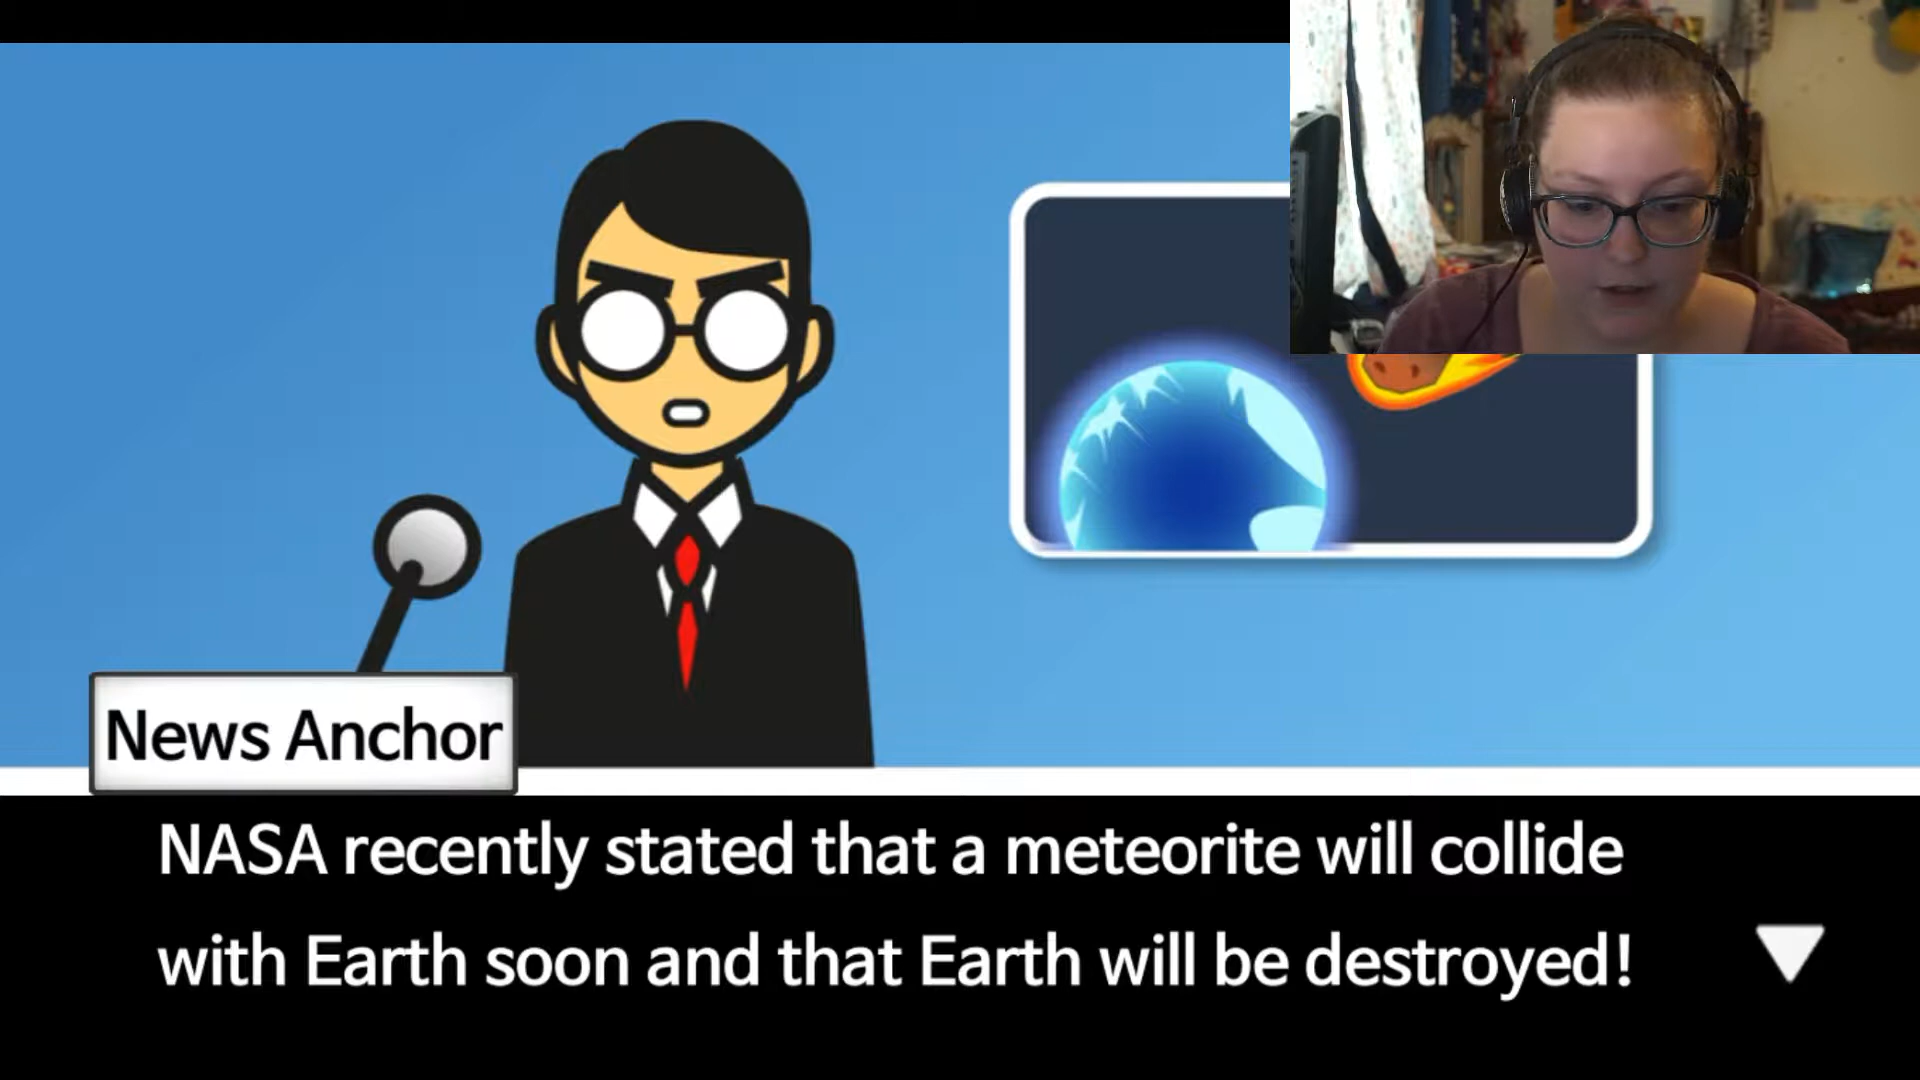 News Anchor
NASA recently stated that a meteorite will collide
with Earth soon and that Earth will be destroyed!